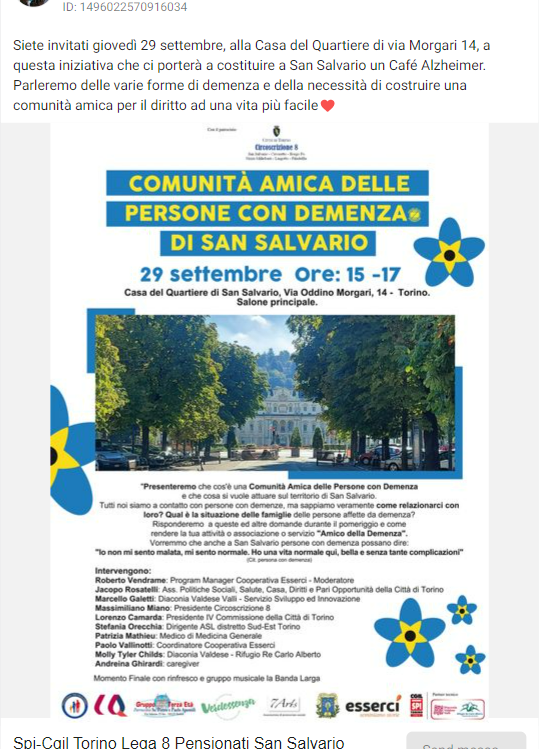 ID: 1496022570916034
Siete invitati giovedì 29 settembre, alla Casa del Quartiere di via Morgari 14, a
questa iniziativa che ci porterà a costituire a San Salvario un Café Alzheimer.
Parleremo delle varie forme di demenza e della necessità di costruire una
comunità amica per il diritto ad una vita più facile❤️
Con il patrocinio
Circoscrizione 8
COMUNITÀ AMICA DELLE
PERSONE CON DEMENZA
DI SAN SALVARIO
29 settembre Ore: 15 -17
Casa del Quartiere di San Salvario, Via Oddino Morgari, 14 - Torino.
Salone principale.
"Presenteremo che cos'è una Comunità Amica delle Persone con Demenza
e che cosa si vuole attuare sul territorio di San Salvario.
Tutti noi siamo a contatto con persone con demenza, ma sappiamo veramente come relazionarci con
loro? Qual è la situazione delle famiglie delle persone affette da demenza?
Risponderemo a queste ed altre domande durante il pomeriggio e come
rendere la tua attività o associazione o servizio "Amico della Demenza".
Vorremmo che anche a San Salvario persone con demenza possano dire:
"Io non mi sento malata, mi sento normale. Ho una vita normale qui, bella e senza tante complicazioni"
(Cit. persona con demenza)
Intervengono:
Roberto Vendrame: Program Manager Cooperativa Esserci - Moderatore
Jacopo Rosatelli: Ass. Politiche Sociali, Salute, Casa, Diritti e Pari Opportunità della Città di Torino
Marcello Galetti: Diaconia Valdese Valli - Servizio Sviluppo ed Innovazione
Massimiliano Miano: Presidente Circoscrizione 8
Lorenzo Camarda: Presidente IV Commissione della Città di Torino
Stefania Orecchia: Dirigente ASL distretto Sud-Est Torino
Patrizia Mathieu: Medico di Medicina Generale
Paolo Vallinotti: Coordinatore Cooperativa Esserci
Molly Tyler Childs: Diaconia Valdese - Rifugio Re Carlo Alberto
Andreina Ghirardi: caregiver
Momento Finale con rinfresco e gruppo musicale la Banda Larga
Gruppo Terza Età
7Arts
esserci
CGIL
SPI
Partner tecnico
Spi-Cgil Torino Lega 8 Pensionati San Salvario
Send message